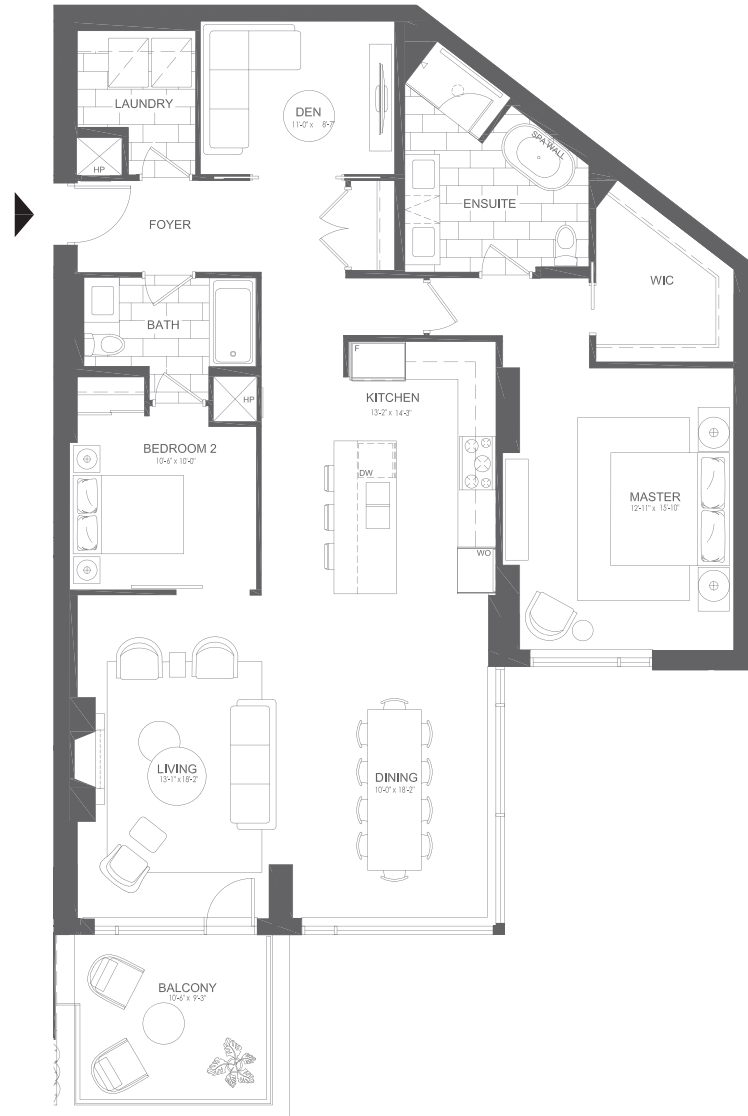 LAUNDRY
DEN
11'-0" x 8'-7"
HP
SPA WALL
ENSUITE
FOYER
WIC
BATH
F
KITCHEN
13'-2" x 14'-3"
HP
BEDROOM 2
10'-6" x 10'-0"
DW
MASTER
12'-11" x 15'-10"
WO
LIVING
13'-1" x 18'-2"
DINING
10'-0" x 18'-2"
BALCONY
10'-6" x 9'-3"